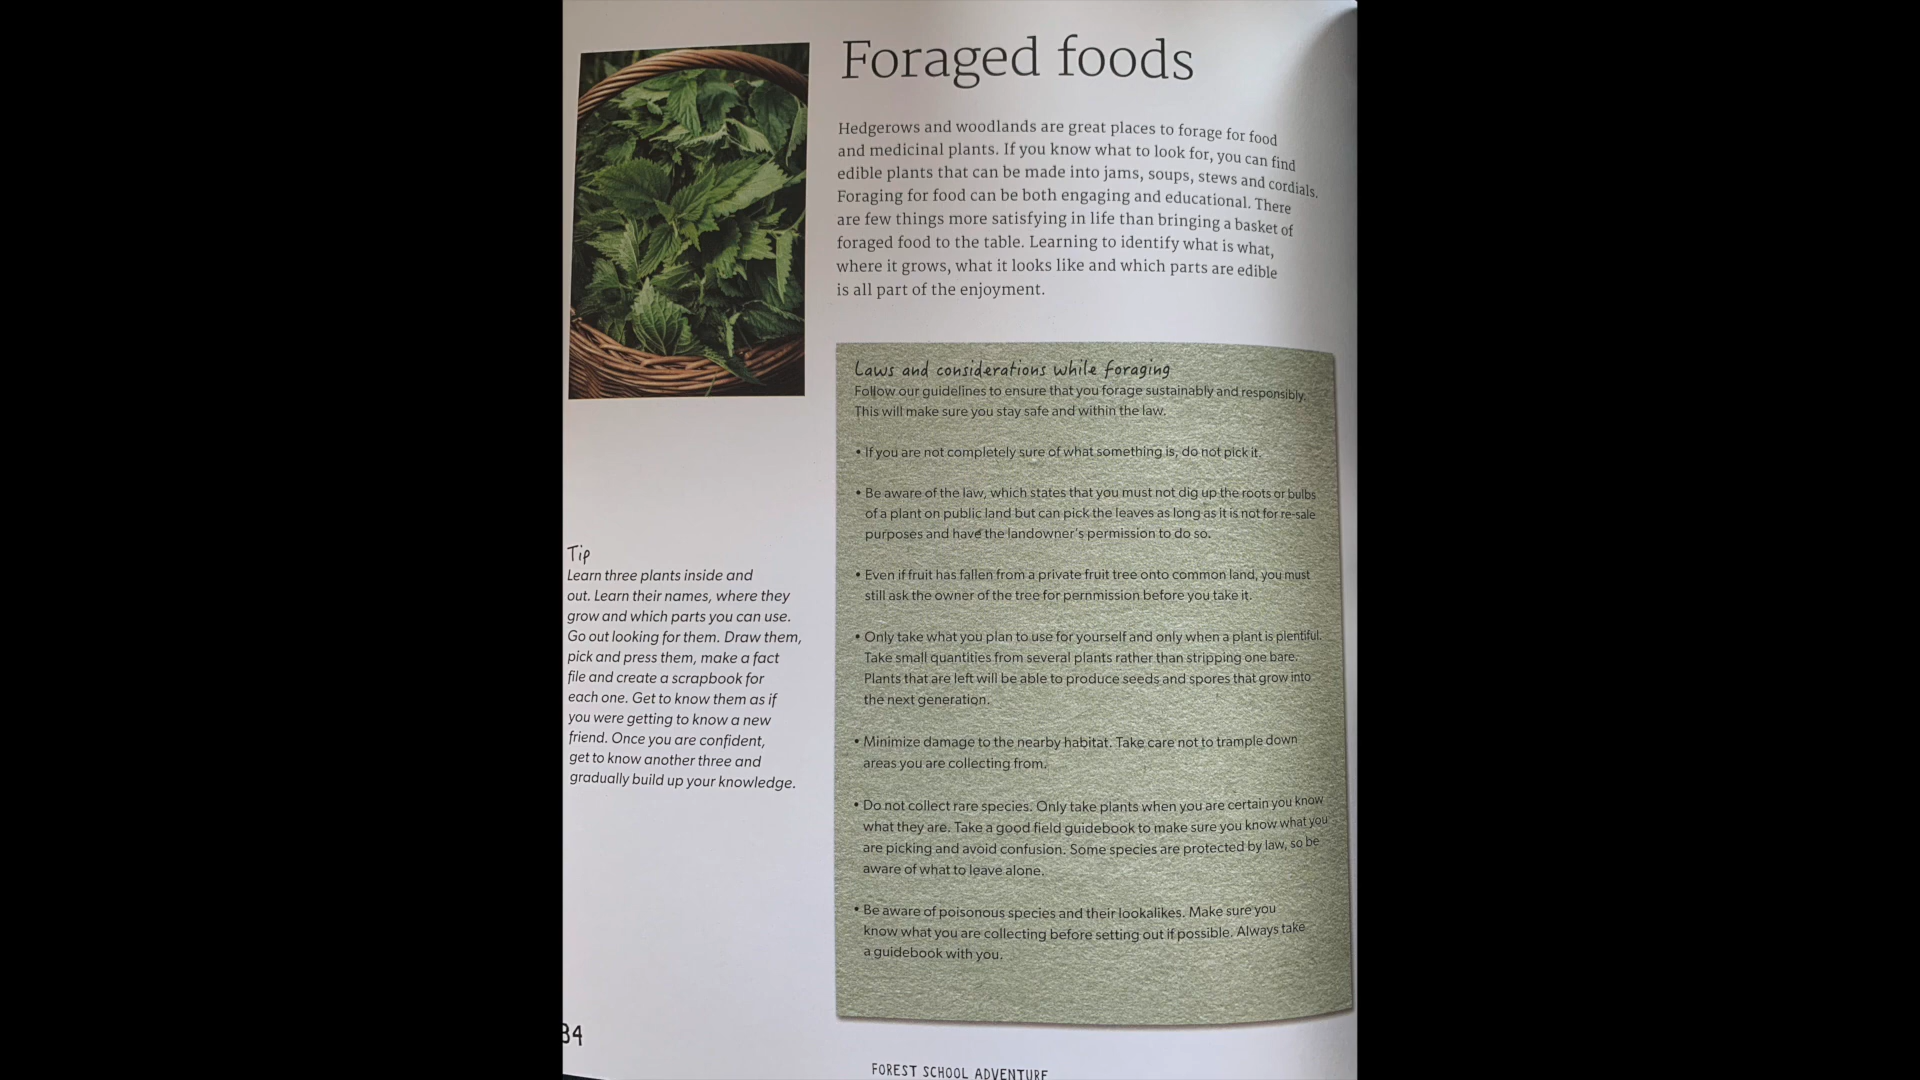 Foraged foods
Hedgerows and woodlands are great places to forage for food
and medicinal plants. If you know what to look for, you can find
edible plants that can be made into jams, soups, stews and cordials.
Foraging for food can be both engaging and educational. There
are few things more satisfying in life than bringing a basket of
foraged food to the table. Learning to identify what is what,
where it grows, what it looks like and which parts are edible
is all part of the enjoyment.
Laws and considerations while foraging
Follow our guidelines to ensure that you forage sustainably and responsibly.
This will make sure you stay safe and within the law.
• If you are not completely sure of what something is, do not pick it.
• Be aware of the law, which states that you must not dig up the roots or bulbs
of a plant on public land but can pick the leaves as long as it is not for re-sale
purposes and have the landowner's permission to do so.
• Even if fruit has fallen from a private fruit tree onto common land, you must
still ask the owner of the tree for pernmission before you take it.
• Only take what you plan to use for yourself and only when a plant is plentiful.
Take small quantities from several plants rather than stripping one bare.
Plants that are left will be able to produce seeds and spores that grow into
the next generation.
• Minimize damage to the nearby habitat. Take care not to trample down
areas you are collecting from.
• Do not collect rare species. Only take plants when you are certain you know
what they are. Take a good field guidebook to make sure you know what you
are picking and avoid confusion. Some species are protected by law, so be
aware of what to leave alone.
• Be aware of poisonous species and their lookalikes. Make sure you
know what you are collecting before setting out if possible. Always take
a guidebook with you.
Tip
Learn three plants inside and
out. Learn their names, where they
grow and which parts you can use.
Go out looking for them. Draw them,
pick and press them, make a fact
file and create a scrapbook for
each one. Get to know them as if
you were getting to know a new
friend. Once you are confident,
get to know another three and
gradually build up your knowledge.
34
FOREST SCHOOL ADVENTURE